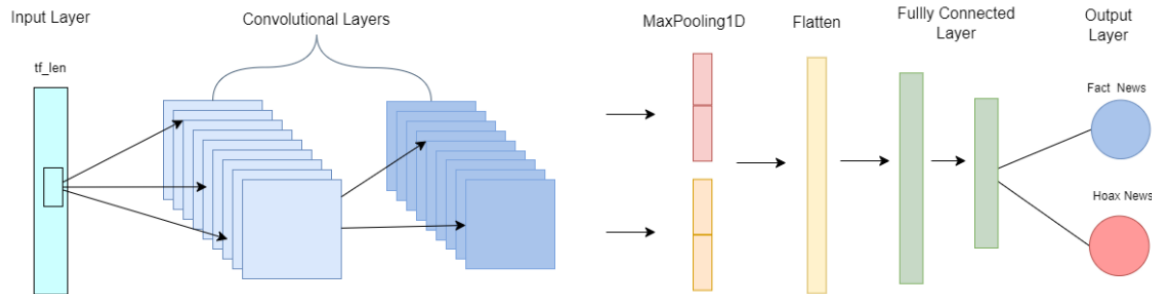 Input Layer
Convolutional Layers
MaxPooling1D
Flatten
Fullly Connected
Layer
Output
Layer
tf_len
Fact News
Hoax News